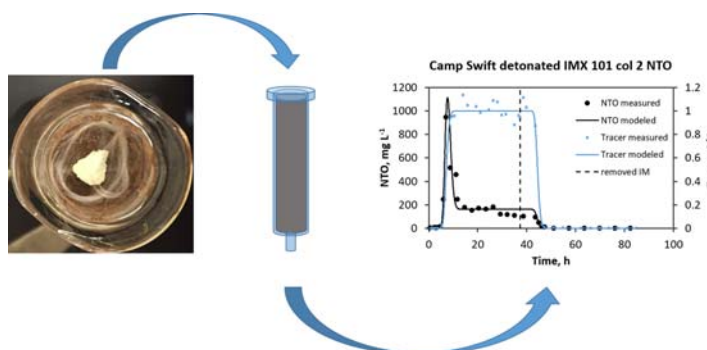 Camp Swift detonated IMX 101 col 2 NTO
NTO, mg L-1
1200
1000
800
600
400
200
0
1.2
1
0.8
0.6
0.4
0.2
0
NTO measured
NTO modeled
Tracer measured
Tracer modeled
removed IM
0 20 40 60 80 100
Time, h